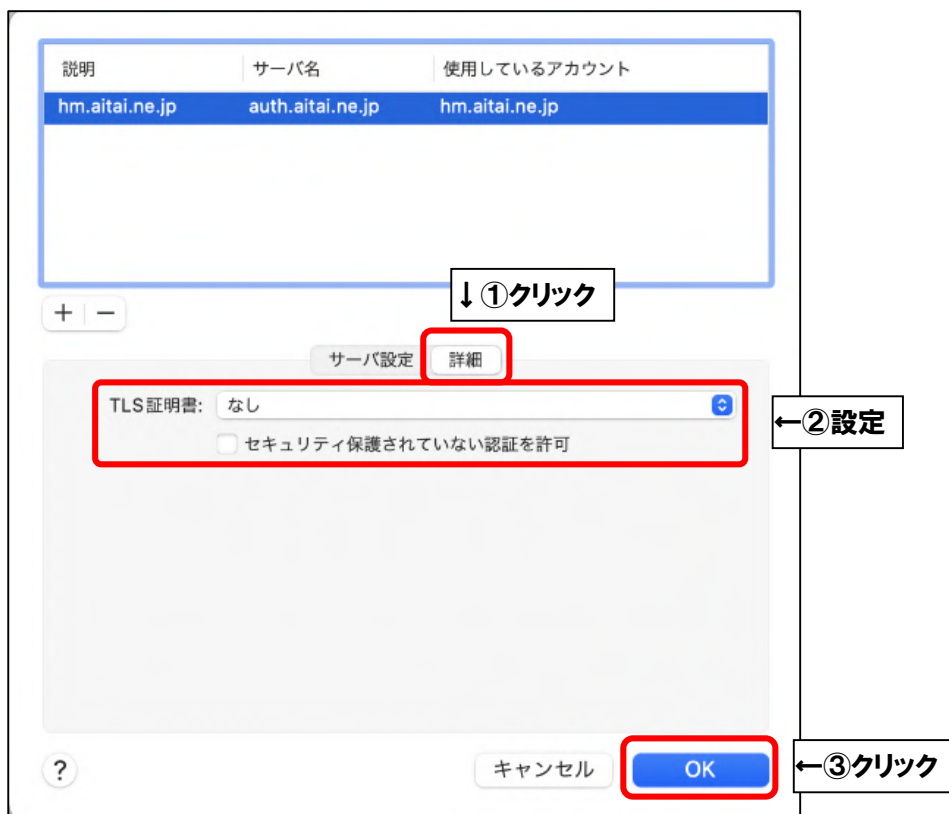 説明 サーバ名 使用しているアカウント
hm.aitai.ne.jp auth.aitai.ne.jp hm.aitai.ne.jp
↓①クリック
+ −
サーバ設定 詳細
TLS証明書: なし
←②設定
セキュリティ保護されていない認証を許可
? キャンセル OK ←③クリック